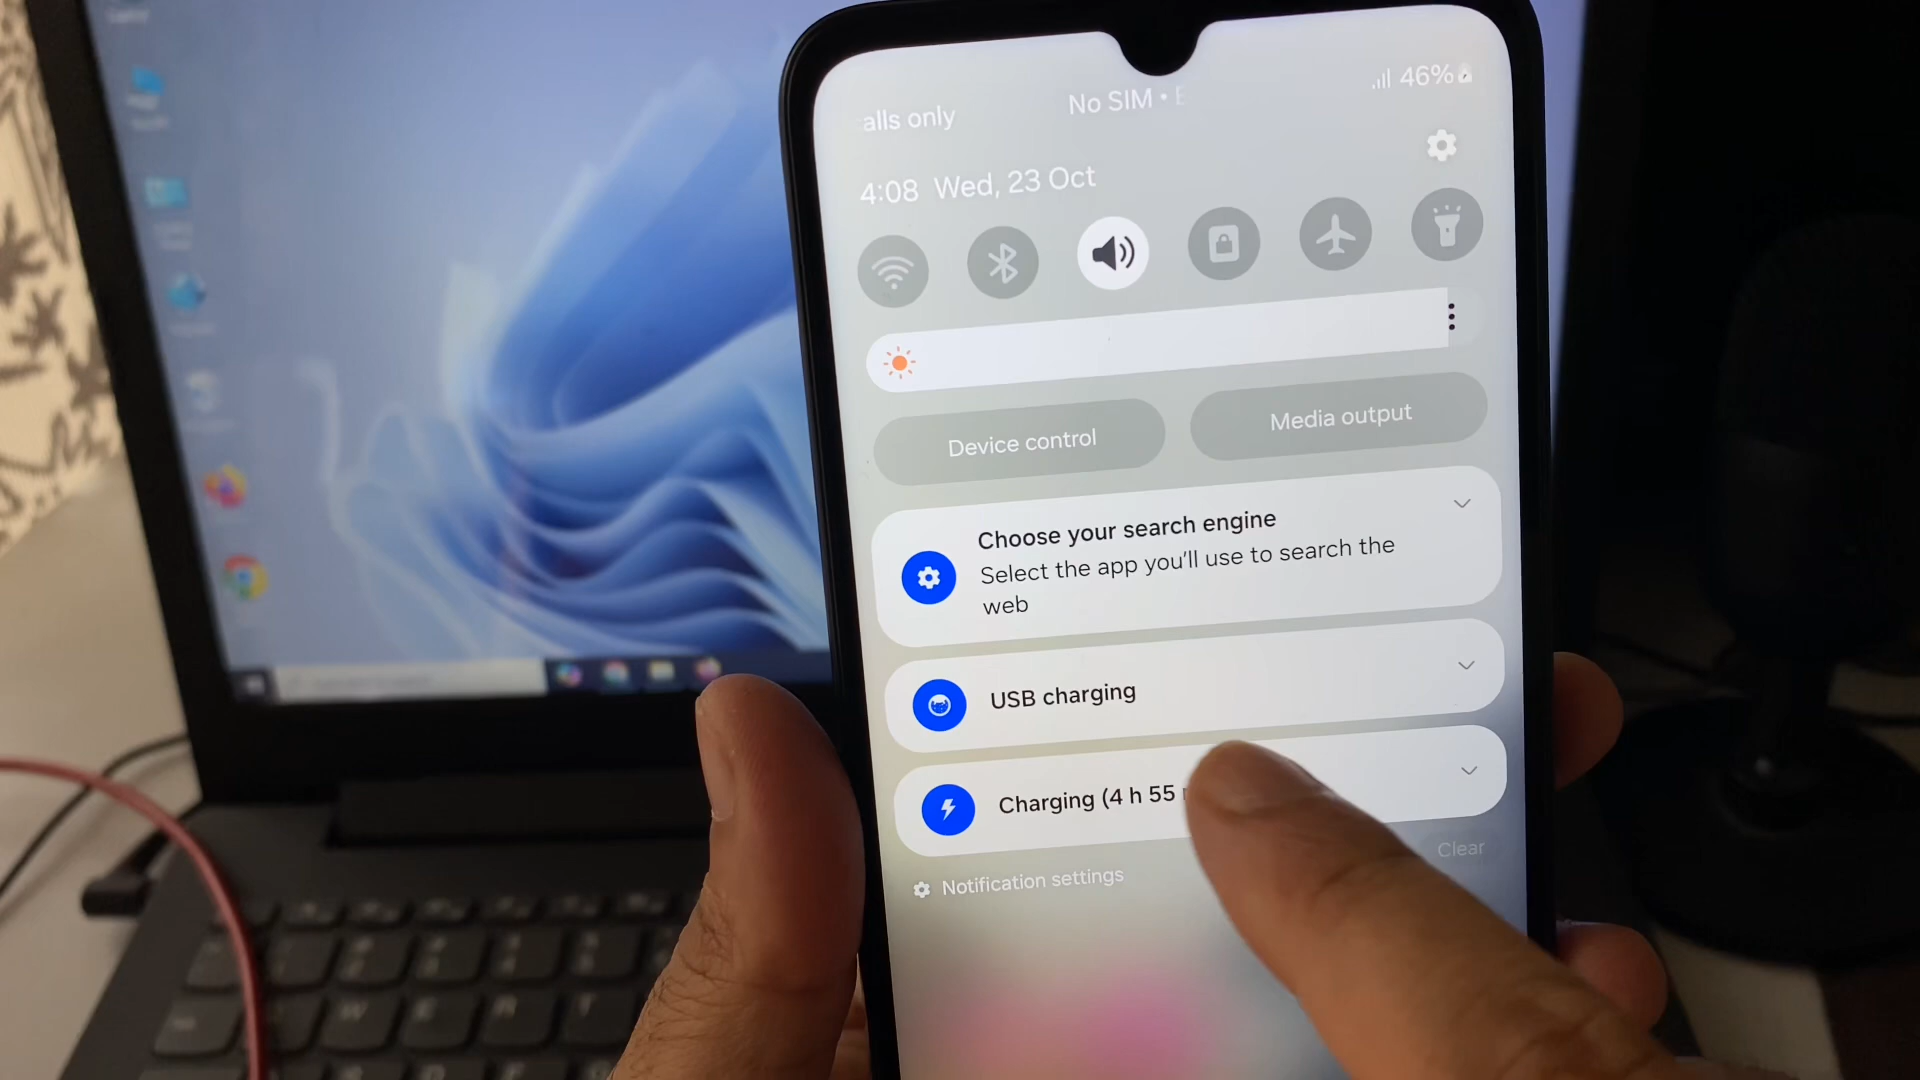 alls only
No SIM •
46%
4:08 Wed, 23 Oct
Device control
Media output
Choose your search engine
Select the app you'll use to search the
web
USB charging
Charging (4 h 55
Notification settings
Clear